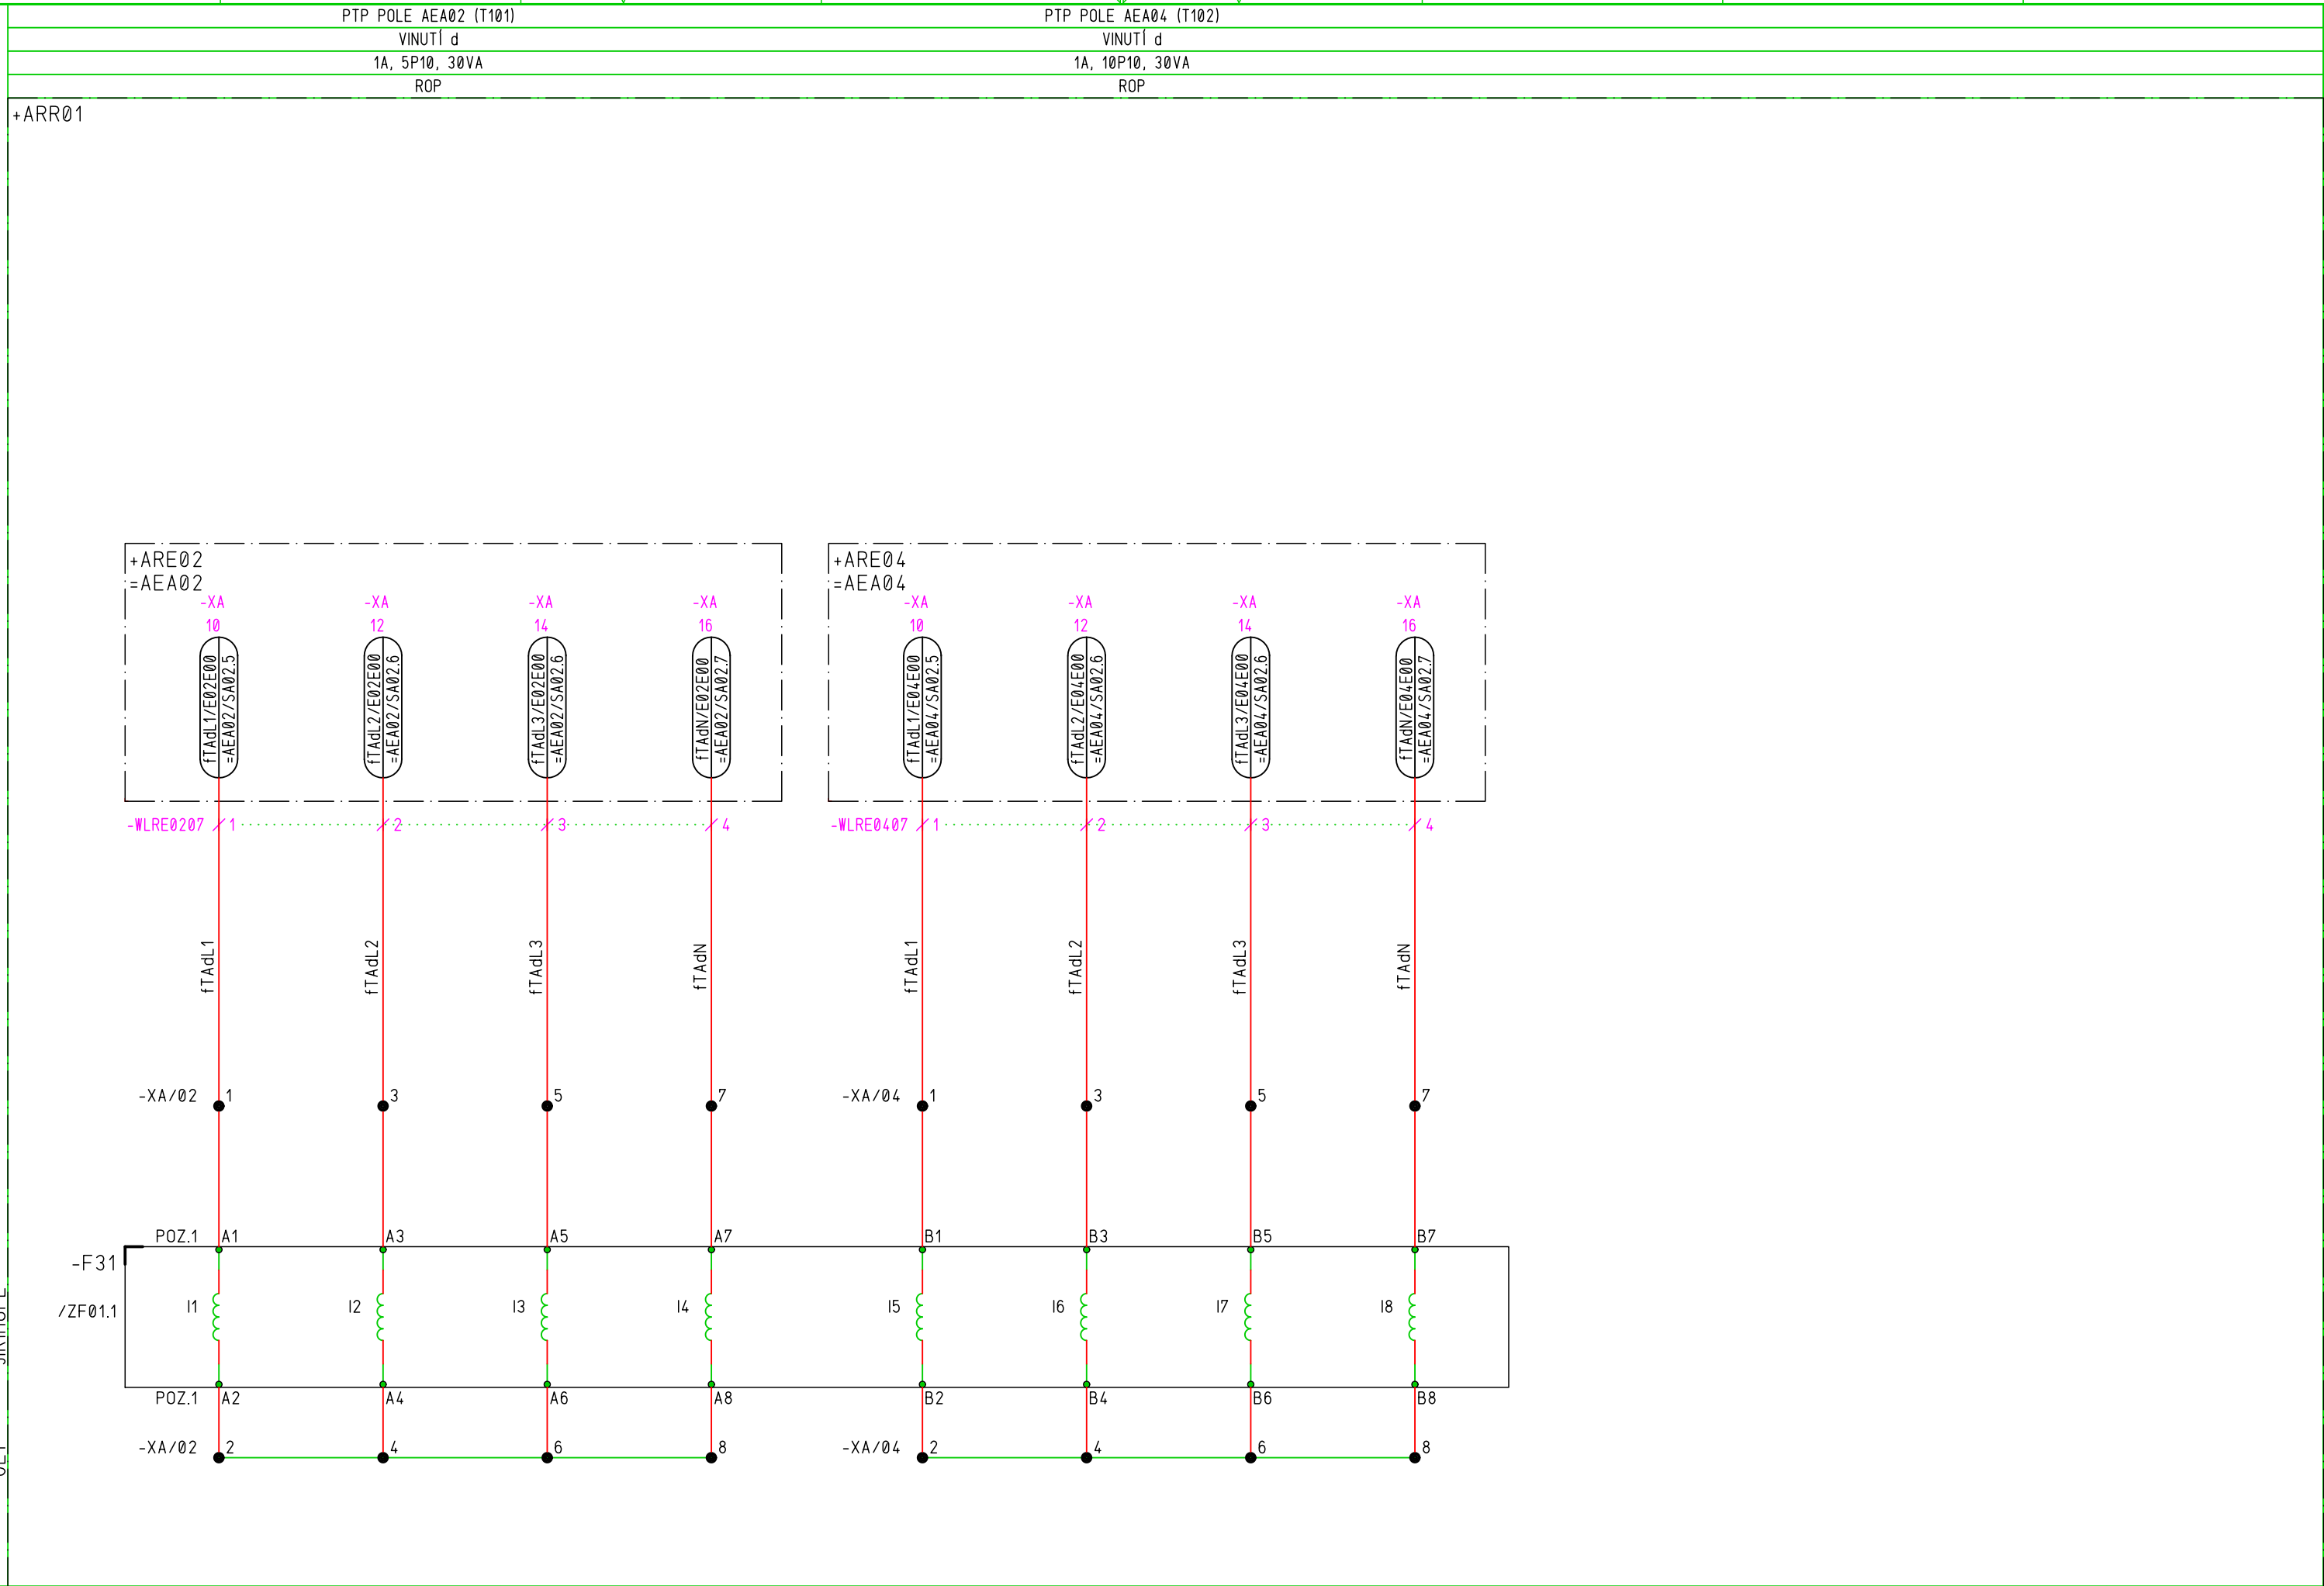 PTP POLE AEA02 (T101) PTP POLE AEA04 (T102)
VINUTÍ d VINUTÍ d
1A, 5P10, 30VA 1A, 10P10, 30VA
ROP ROP
+ARR01
+ARE02 +ARE04
=AEA02 =AEA04
-XA -XA -XA -XA -XA -XA -XA -XA
10 12 14 16 10 12 14 16
fTAdL1/E02E00
=AEA02/SA02.5
fTAdL2/E02E00
=AEA02/SA02.6
fTAdL3/E02E00
=AEA02/SA02.6
fTAdN/E02E00
=AEA02/SA02.7
fTAdL1/E04E00
=AEA04/SA02.5
fTAdL2/E04E00
=AEA04/SA02.6
fTAdL3/E04E00
=AEA04/SA02.6
fTAdN/E04E00
=AEA04/SA02.7
-WLRE0207 1 2 3 4 -WLRE0407 1 2 3 4
fTAdL1 fTAdL2 fTAdL3 fTAdN fTAdL1 fTAdL2 fTAdL3 fTAdN
-XA/02 1 3 5 7 -XA/04 1 3 5 7
POZ.1 A1 A3 A5 A7 B1 B3 B5 B7
-F31
/ZF01.1 I1 I2 I3 I4 I5 I6 I7 I8
POZ.1 A2 A4 A6 A8 B2 B4 B6 B8
-XA/02 2 4 6 8 -XA/04 2 4 6 8